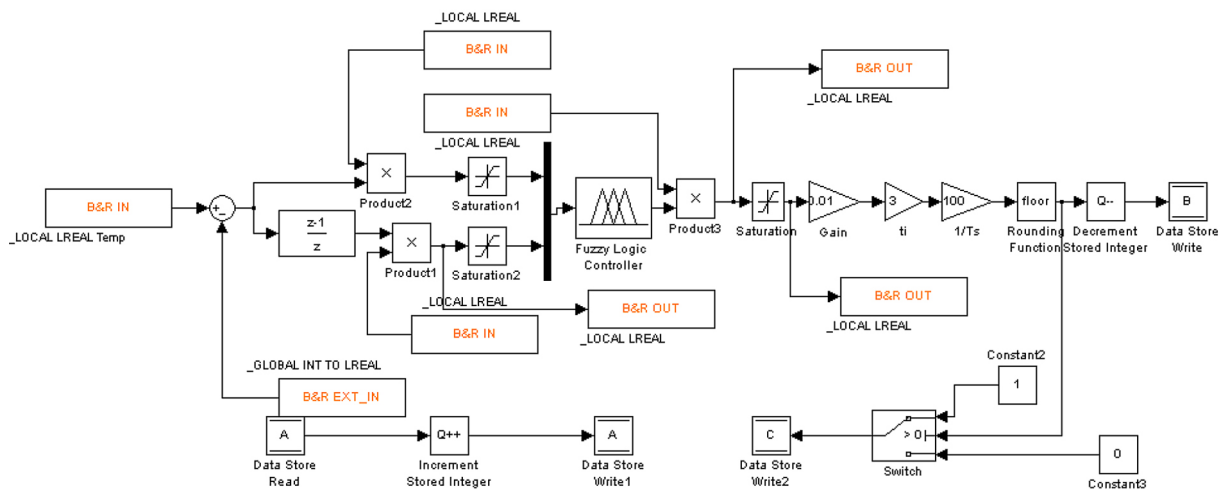 _LOCAL LREAL
B&R IN
B&R OUT
_LOCAL LREAL
B&R IN
_LOCAL LREAL
×
Product2
Saturation1
B&R IN
_LOCAL LREAL Temp
+
-
z-1
z
×
Product1
Saturation2
Fuzzy Logic
Controller
×
Product3
Saturation
0.01
Gain
3
ti
100
1/Ts
floor
Rounding
Function
Q--
Decrement
Stored Integer
B
Data Store
Write
_LOCAL LREAL
B&R IN
B&R OUT
_LOCAL LREAL
B&R OUT
_LOCAL LREAL
_GLOBAL INT TO LREAL
B&R EXT_IN
A
Data Store
Read
Q++
Increment
Stored Integer
A
Data Store
Write1
C
Data Store
Write2
> 0
Switch
Constant2
1
0
Constant3